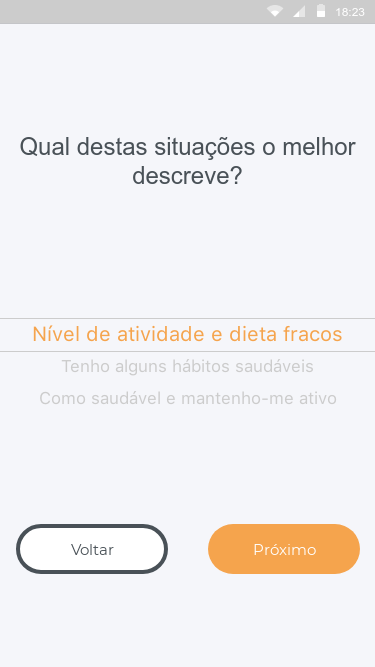 18:23
Qual destas situações o melhor
descreve?
Nível de atividade e dieta fracos
Tenho alguns hábitos saudáveis
Como saudável e mantenho-me ativo
Voltar
Próximo